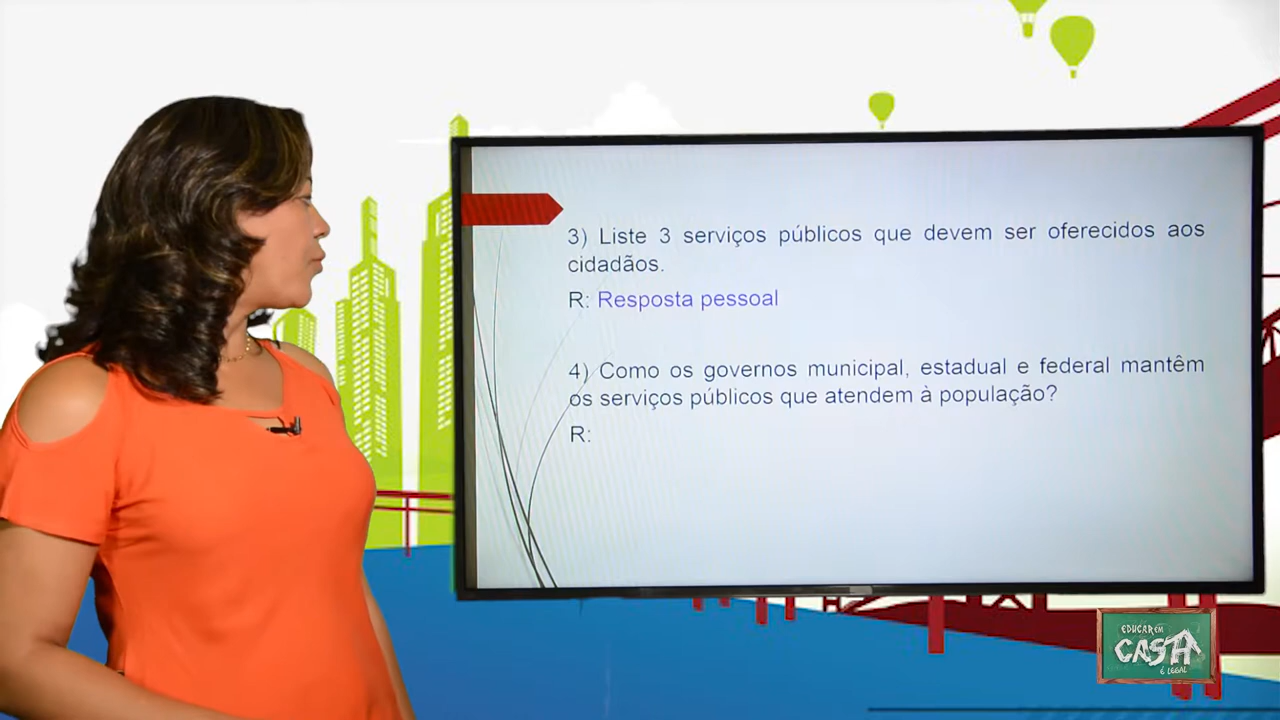 3) Liste 3 serviços públicos que devem ser oferecidos aos
cidadãos.
R: Resposta pessoal
4) Como os governos municipal, estadual e federal mantêm
os serviços públicos que atendem à população?
R:
EDUCAR EM
CASA
É LEGAL